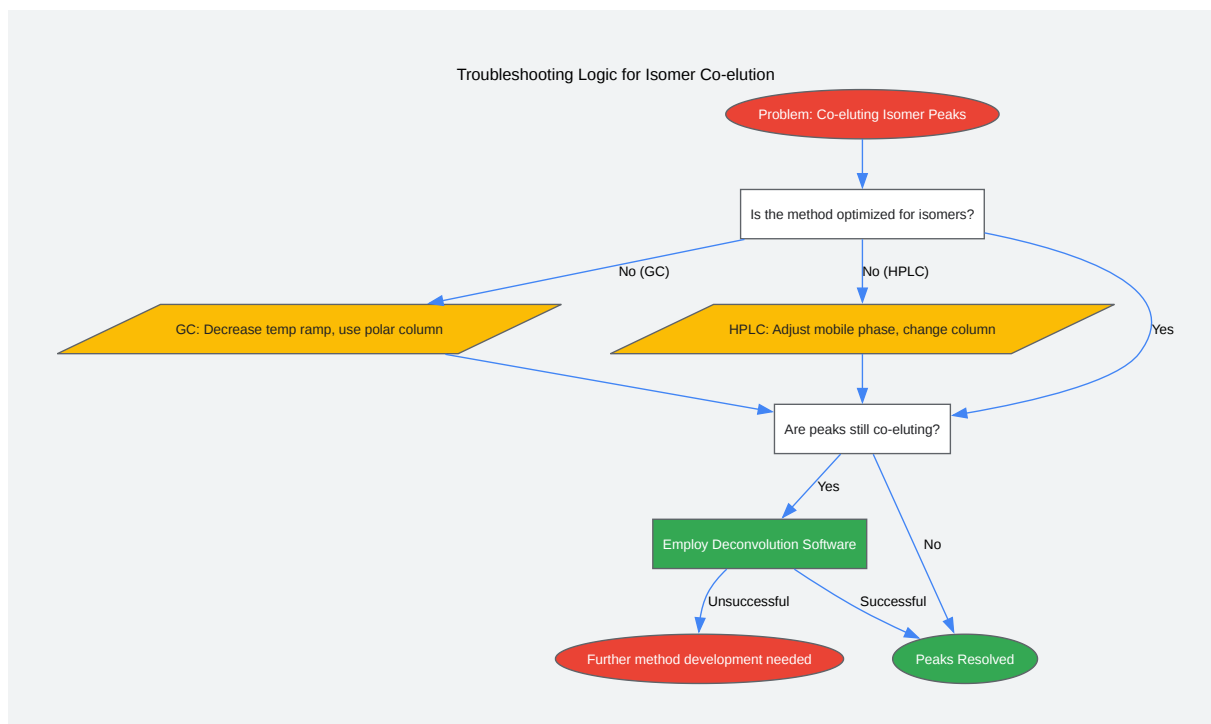 Troubleshooting Logic for Isomer Co-elution
Problem: Co-eluting Isomer Peaks
Is the method optimized for isomers?
No (GC)
No (HPLC)
Yes
GC: Decrease temp ramp, use polar column
HPLC: Adjust mobile phase, change column
Are peaks still co-eluting?
Yes
No
Employ Deconvolution Software
Unsuccessful
Successful
Further method development needed
Peaks Resolved